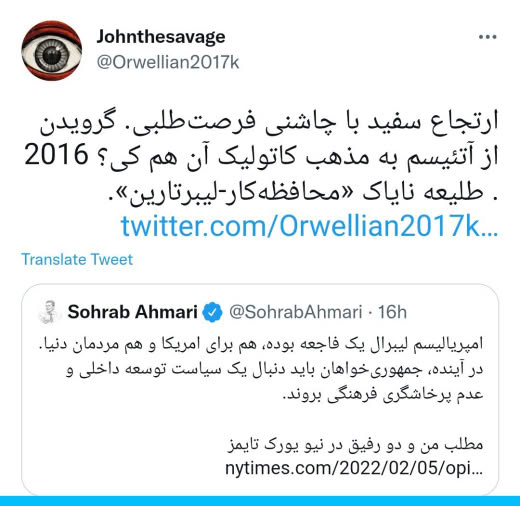 Johnthesavage
@Orwellian2017k
ارتجاع سفید با چاشنی فرصت‌طلبی. گرویدن
از آتئیسم به مذهب کاتولیک آن هم کی؟ 2016
. طلیعه نایاک «محافظه‌کار-لیبرتارین».
twitter.com/Orwellian2017k…
Translate Tweet
Sohrab Ahmari @SohrabAhmari · 16h
امپریالیسم لیبرال یک فاجعه بوده، هم برای امریکا و هم مردمان دنیا.
در آینده، جمهوری‌خواهان باید دنبال یک سیاست توسعه داخلی و
عدم پرخاشگری فرهنگی بروند.
مطلب من و دو رفیق در نیو یورک تایمز
nytimes.com/2022/02/05/opi…